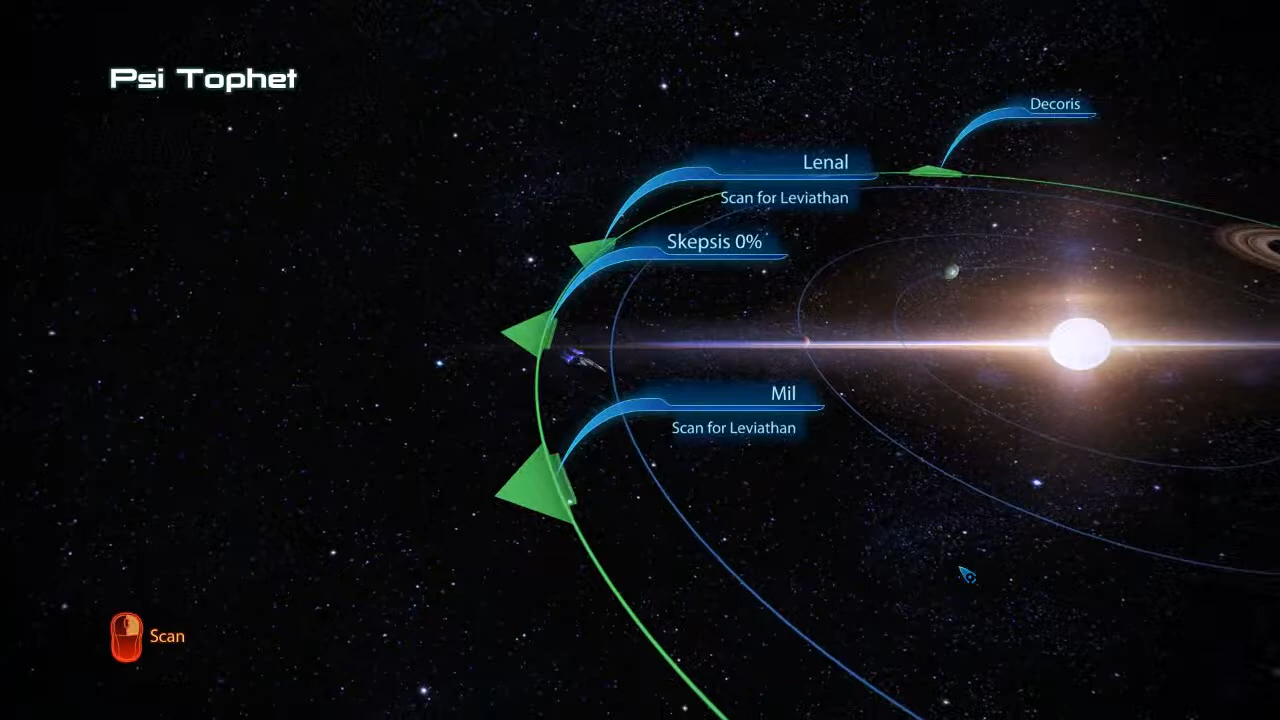 Psi Tophet
Decoris
Lenal
Scan for Leviathan
Skepsis 0%
Mil
Scan for Leviathan
Scan